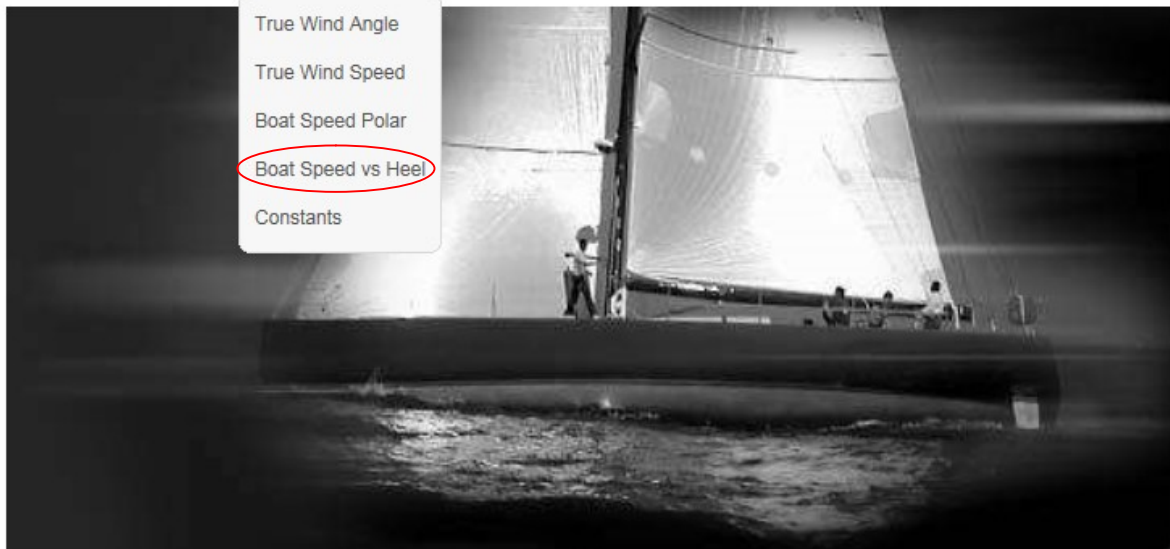 True Wind Angle
True Wind Speed
Boat Speed Polar
Boat Speed vs Heel
Constants